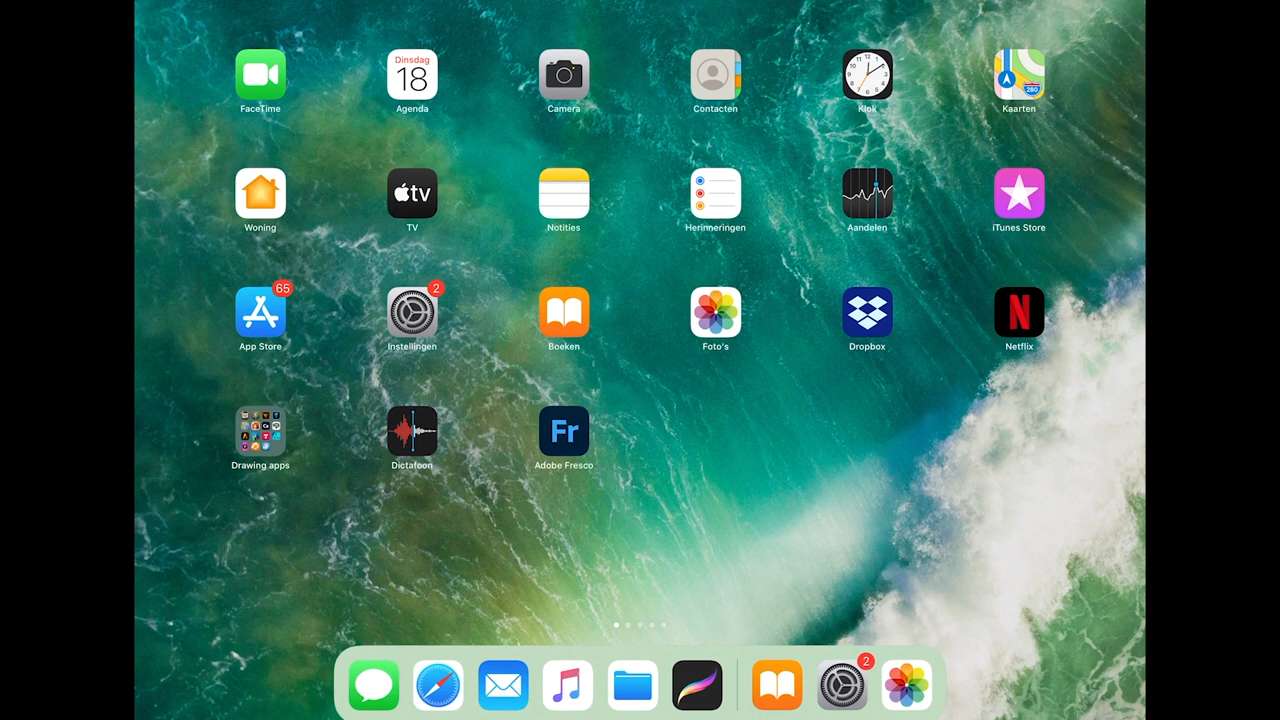 Dinsdag
18
280
FaceTime
Agenda
Camera
Contacten
Klok
Kaarten
tv
Woning
TV
Notities
Herinneringen
Aandelen
iTunes Store
65
2
App Store
Instellingen
Boeken
Foto's
Dropbox
N
Netflix
Fr
Drawing apps
Dictafoon
Adobe Fresco
2